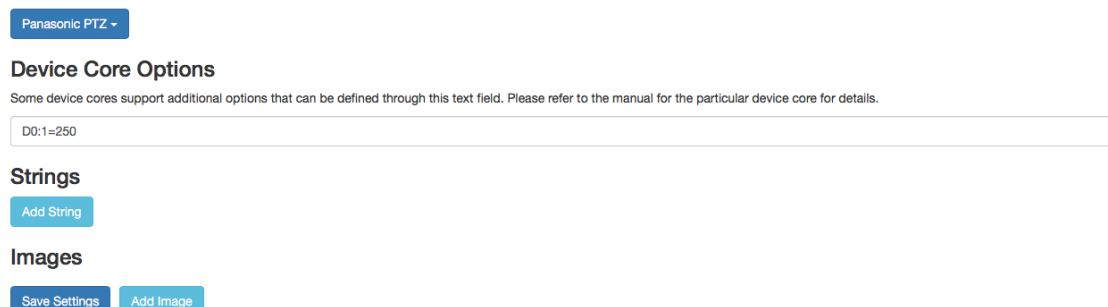 Panasonic PTZ
Device Core Options
Some device cores support additional options that can be defined through this text field. Please refer to the manual for the particular device core for details.
D0:1=250
Strings
Add String
Images
Save Settings Add Image